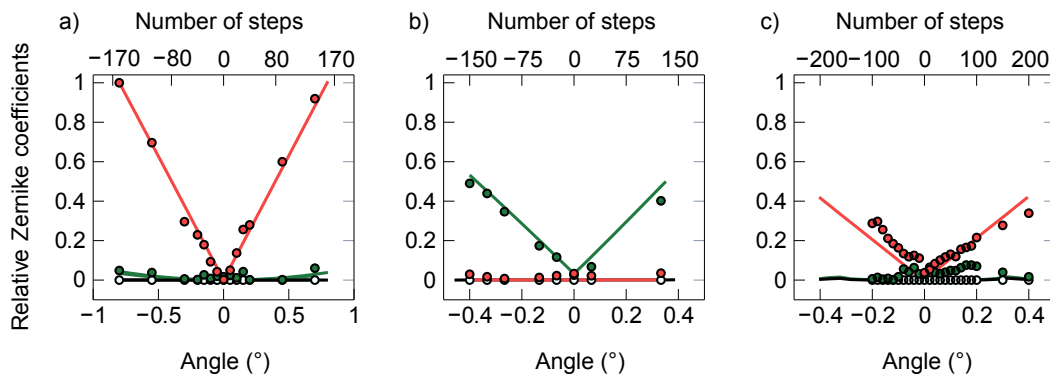 a) Number of steps
b) Number of steps
c) Number of steps
−170 −80 0 40 80 160
−150 −75 0 75 150
−200 −100 0 100 200
Relative Zernike coefficients
1
0.8
0.6
0.4
0.2
0
1
0.8
0.6
0.4
0.2
0
1
0.8
0.6
0.4
0.2
0
−1 −0.5 0 0.5 1
−0.4 −0.2 0 0.2 0.4
−0.4 −0.2 0 0.2 0.4
Angle (°)
Angle (°)
Angle (°)